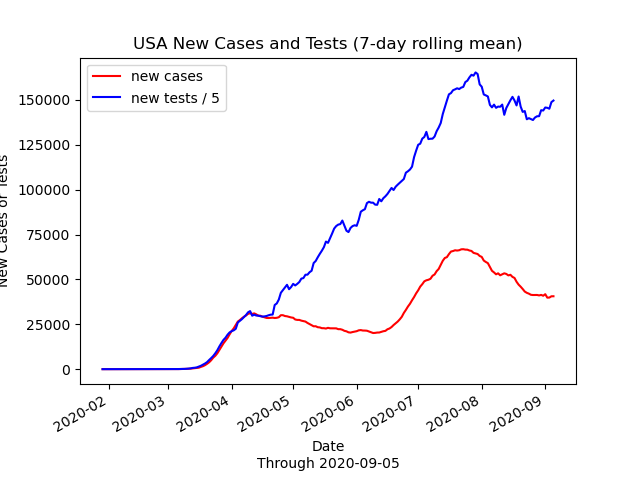 USA New Cases and Tests (7-day rolling mean)
new cases
new tests / 5
150000
125000
100000
75000
50000
25000
0
New Cases or Tests
2020-02
2020-03
2020-04
2020-05
2020-06
2020-07
2020-08
2020-09
Date
Through 2020-09-05